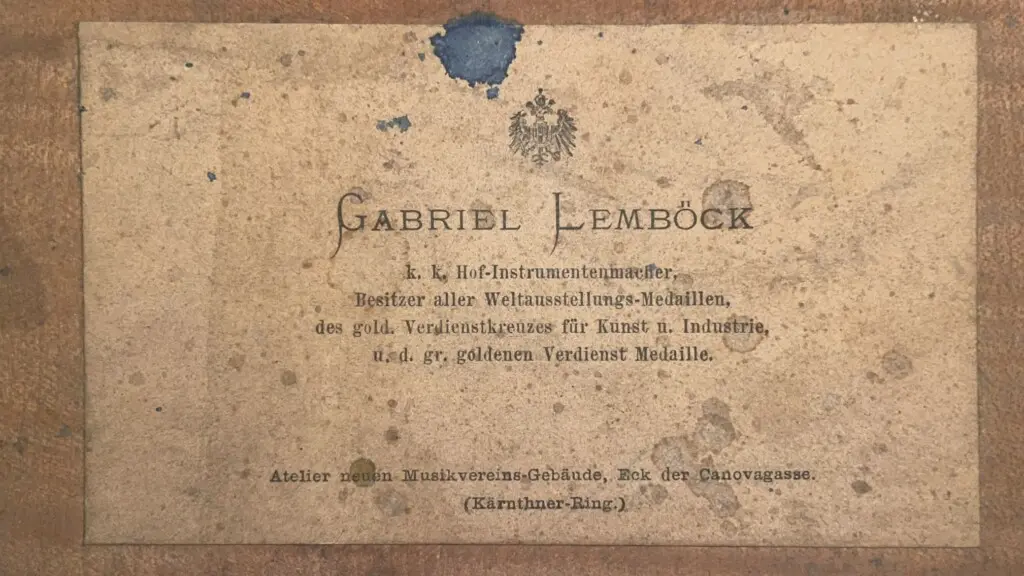 GABRIEL LEMBÖCK
k. k. Hof-Instrumentenmacher,
Besitzer aller Weltausstellungs-Medaillen,
des gold. Verdienstkreuzes für Kunst u. Industrie,
u. d. gr. goldenen Verdienst Medaille.
Atelier neuen Musikvereins-Gebände, Eck der Canovagasse.
(Kärnthner-Ring.)